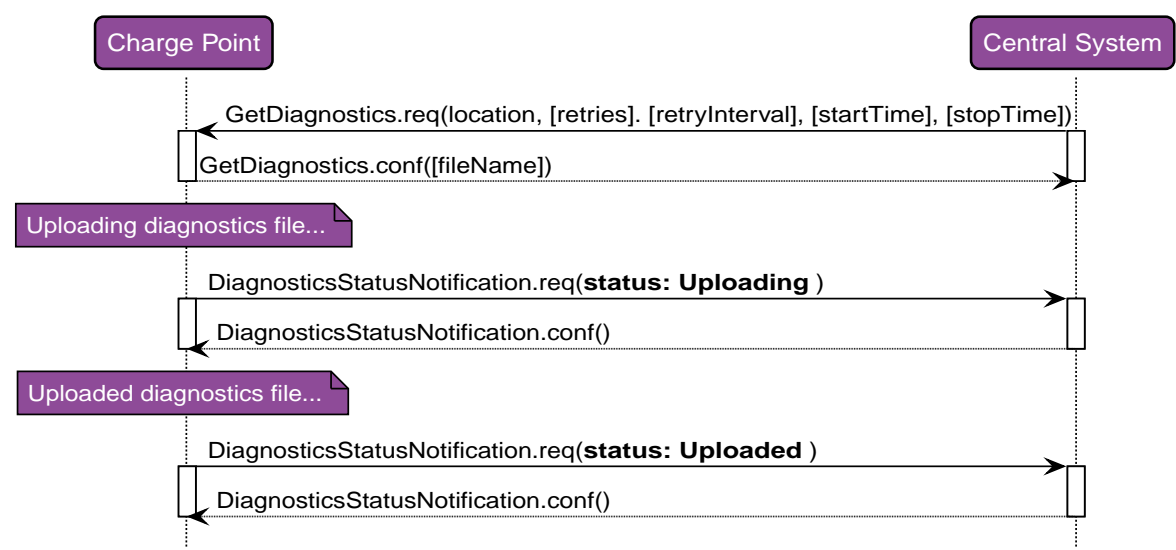 Charge Point
Central System
GetDiagnostics.req(location, [retries]. [retryInterval], [startTime], [stopTime])
GetDiagnostics.conf([fileName])
Uploading diagnostics file...
DiagnosticsStatusNotification.req(status: Uploading )
DiagnosticsStatusNotification.conf()
Uploaded diagnostics file...
DiagnosticsStatusNotification.req(status: Uploaded )
DiagnosticsStatusNotification.conf()